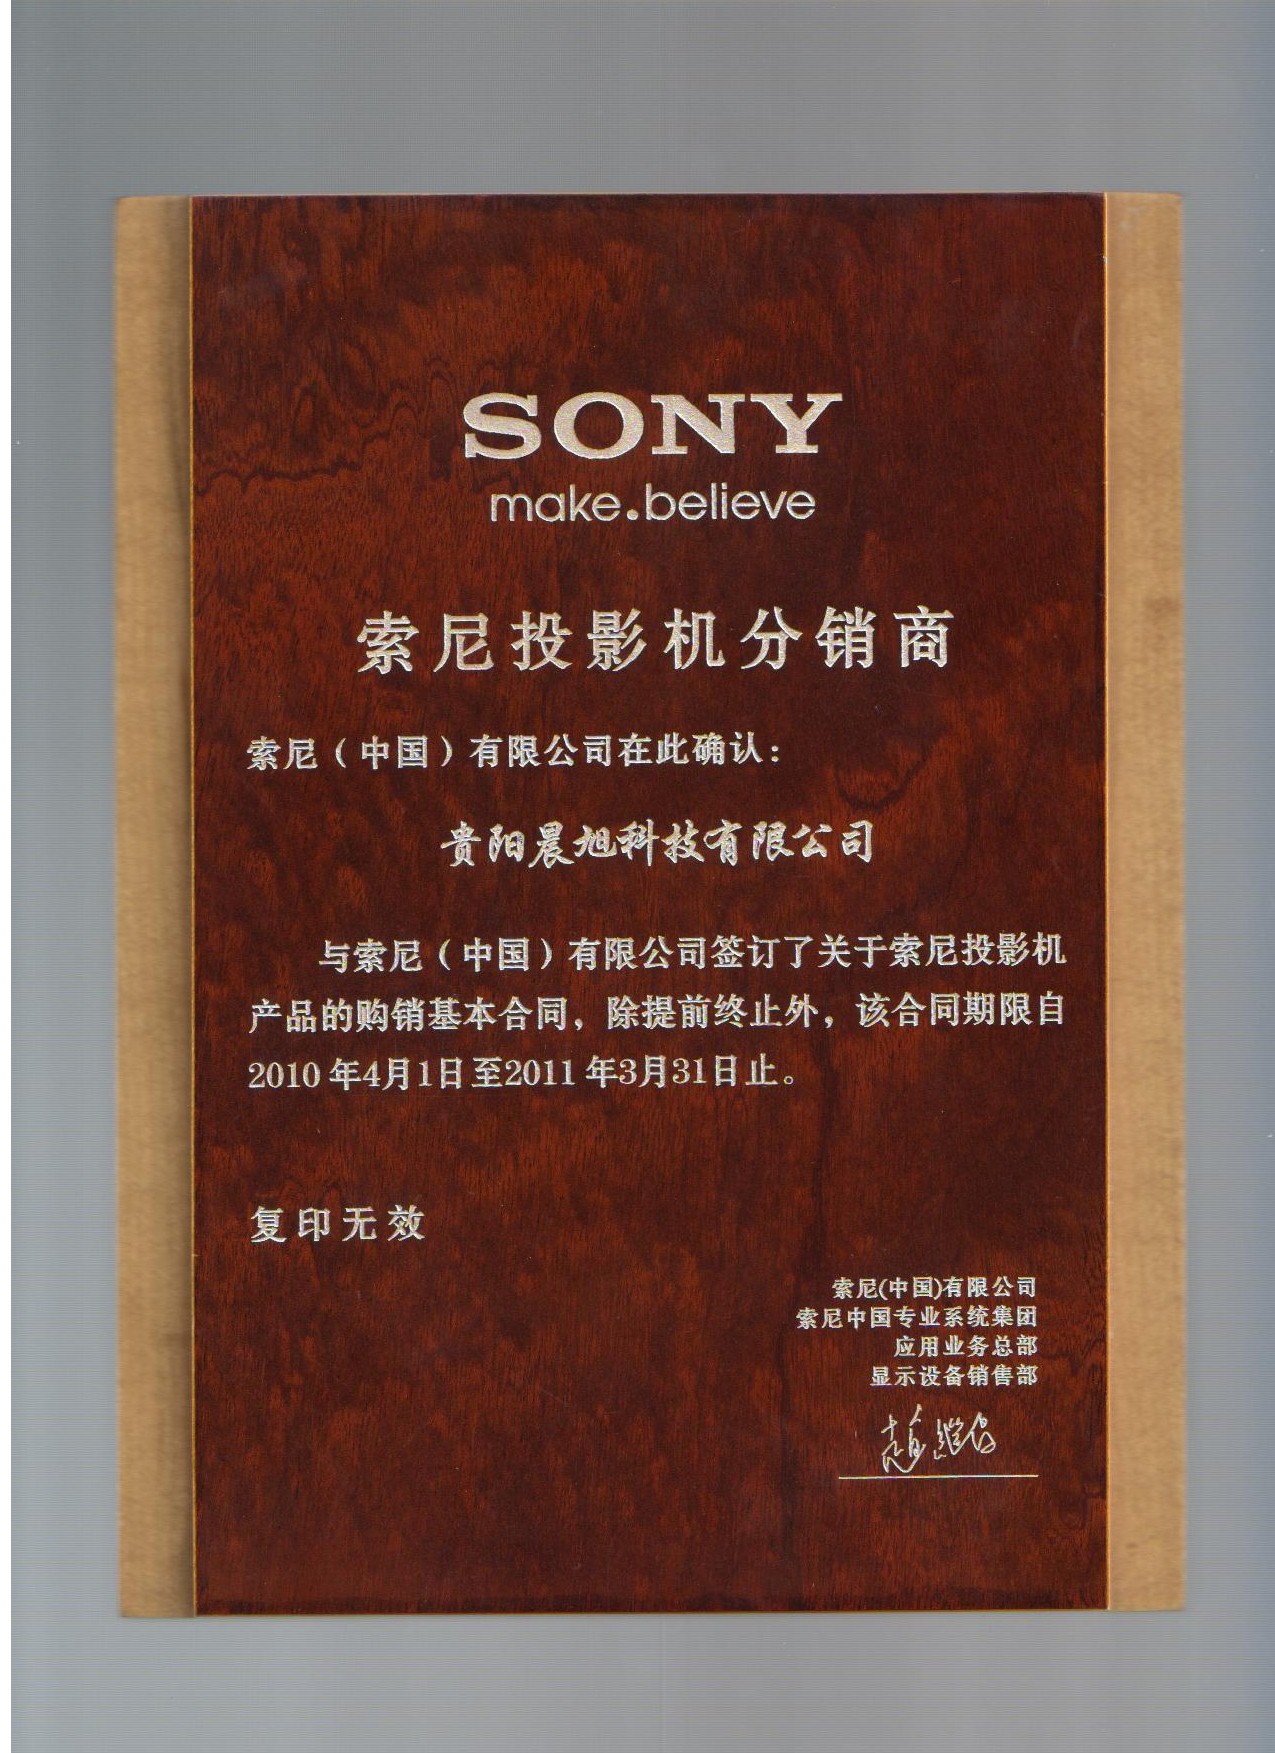 SONY
make.believe
索尼投影机分销商
索尼（中国）有限公司在此确认：
贵阳晨旭科技有限公司
与索尼（中国）有限公司签订了关于索尼投影机
产品的购销基本合同，除提前终止外，该合同期限自
2010年4月1日至2011年3月31日止。
复印无效
索尼(中国)有限公司
索尼中国专业系统集团
应用业务总部
显示设备销售部